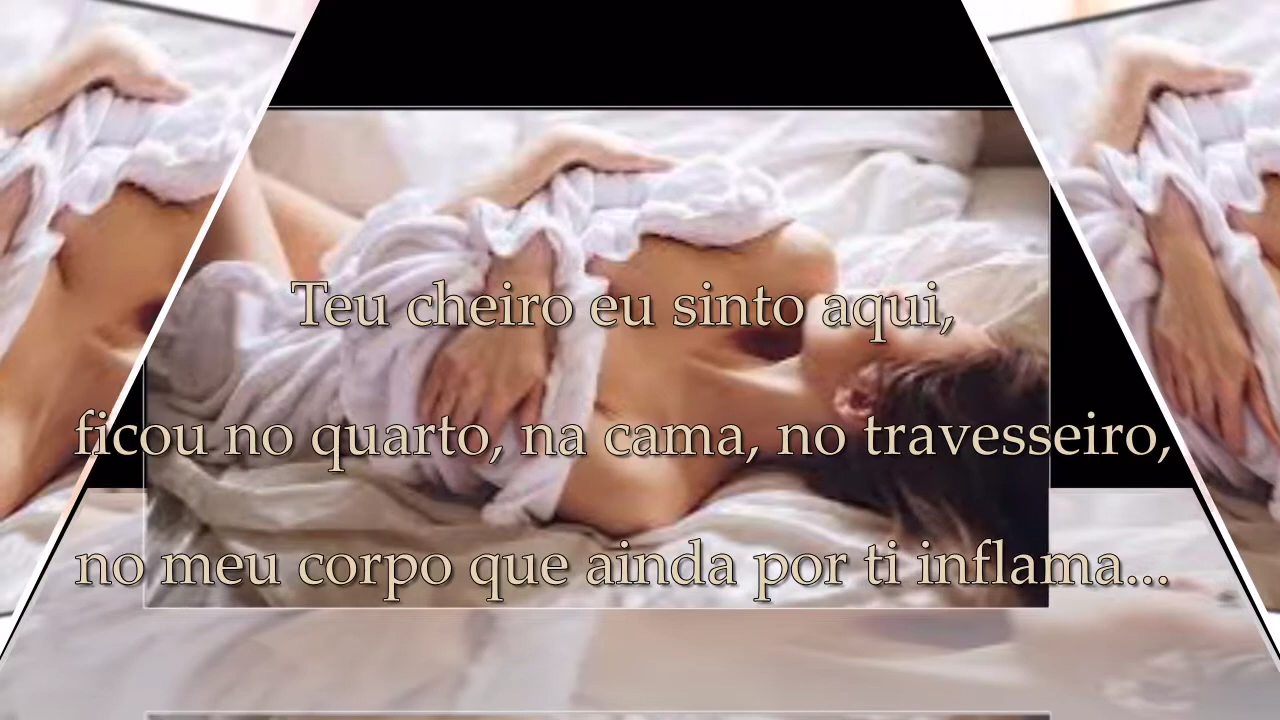 Teu cheiro eu sinto aqui,
ficou no quarto, na cama, no travesseiro,
no meu corpo que ainda por ti inflama...